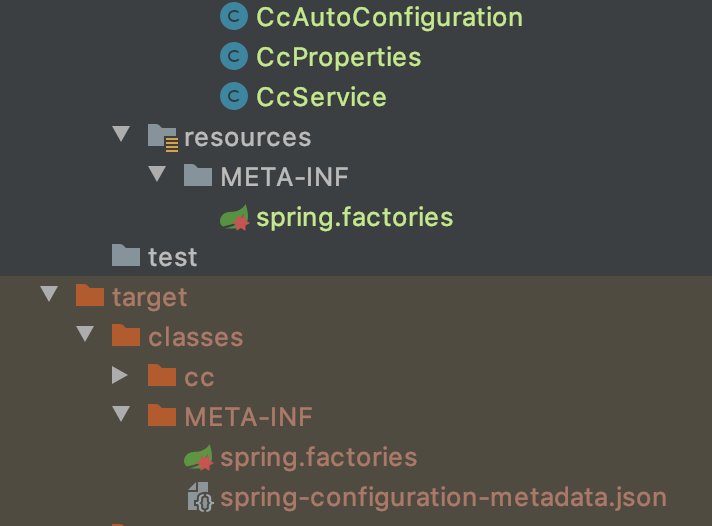 CcAutoConfiguration
CcProperties
CcService
resources
META-INF
spring.factories
test
target
classes
cc
META-INF
spring.factories
spring-configuration-metadata.json